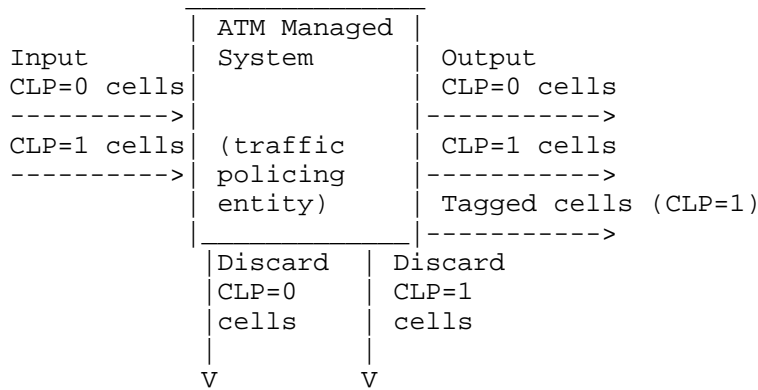 ATM Managed
Input System Output
CLP=0 cells CLP=0 cells
CLP=1 cells (traffic CLP=1 cells
policing
entity) Tagged cells (CLP=1)
Discard Discard
CLP=0 CLP=1
cells cells
V V